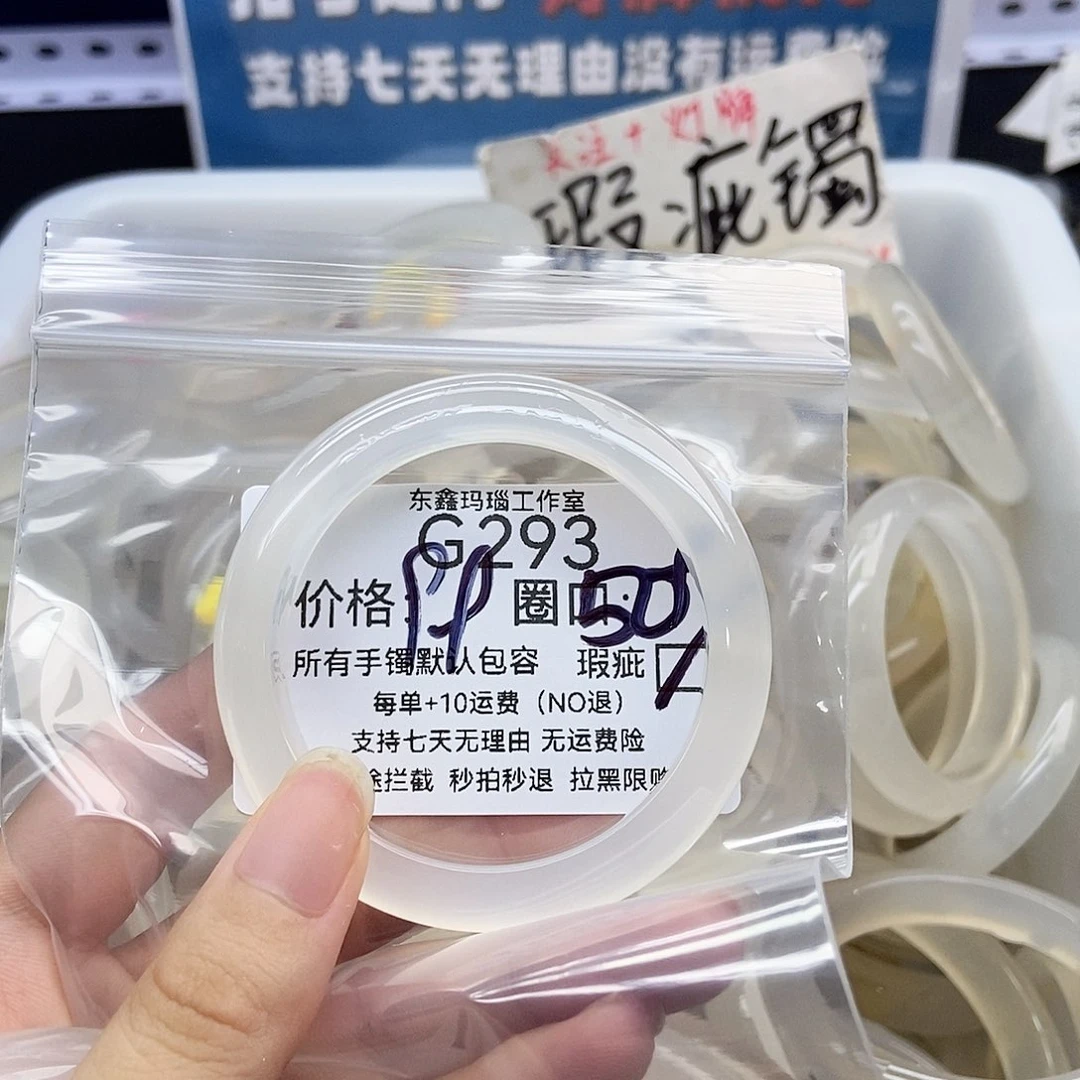 支持七天无理由没有运费险
关注+灯牌
瑕疵镯
东鑫玛瑙工作室
G293
价格: 圈口: 50
所有手镯默认包容 瑕疵
每单+10运费（NO退）
支持七天无理由 无运费险
途拦截 秒拍秒退 拉黑限购